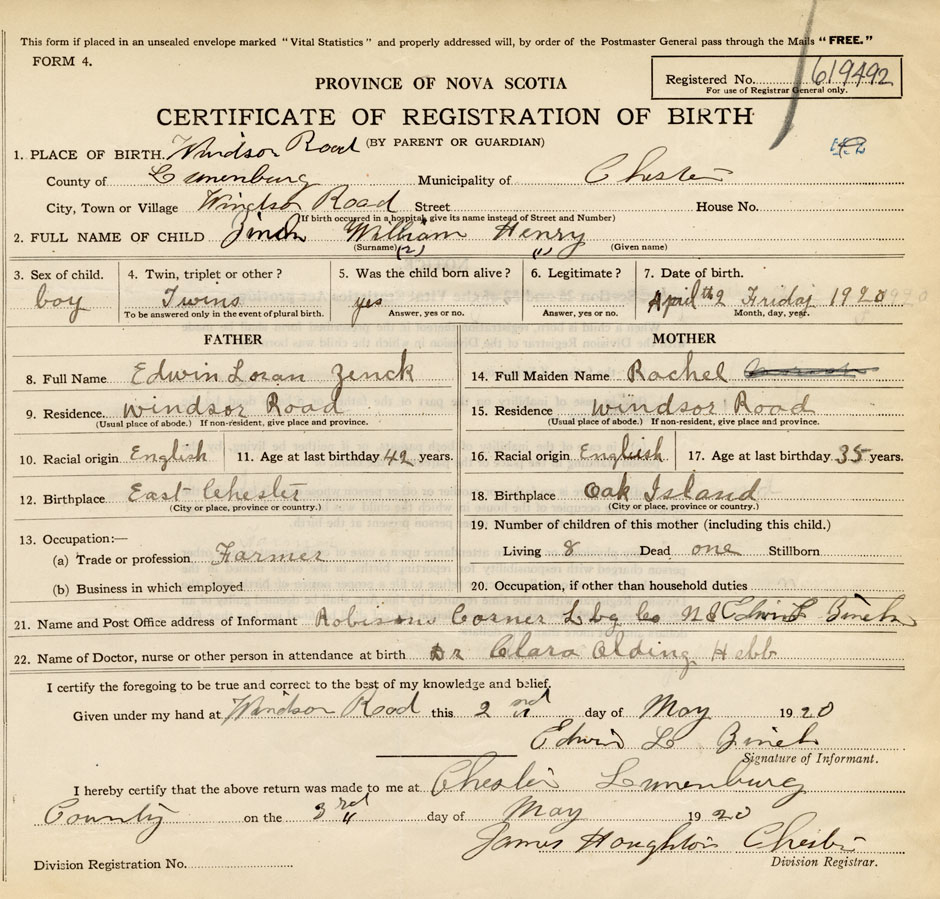 This form if placed in an unsealed envelope marked "Vital Statistics" and properly addressed will, by order of the Postmaster General pass through the Mails "FREE."
FORM 4.
Registered No. 619492
For use of Registrar General only.
PROVINCE OF NOVA SCOTIA
CERTIFICATE OF REGISTRATION OF BIRTH
(BY PARENT OR GUARDIAN)
1. PLACE OF BIRTH. Windsor Road
County of Lunenburg Municipality of Chester
City, Town or Village Windsor Road Street House No.
(If birth occurred in a hospital, give its name instead of Street and Number)
2. FULL NAME OF CHILD Zinck William Henry
(Surname) (2) (1) (Given name)
3. Sex of child. 4. Twin, triplet or other? 5. Was the child born alive? 6. Legitimate? 7. Date of birth.
boy Twins yes April th 2 Friday 1920
To be answered only in the event of plural birth. Answer, yes or no. Answer, yes or no. Month, day, year.
FATHER MOTHER
8. Full Name Edwin Loran Zenck 14. Full Maiden Name Rachel
9. Residence. Windsor Road 15. Residence Windsor Road
(Usual place of abode.) If non-resident, give place and province. (Usual place of abode.) If non-resident, give place and province.
10. Racial origin English 11. Age at last birthday 42 years. 16. Racial origin English 17. Age at last birthday 35 years.
12. Birthplace East Chester 18. Birthplace Oak Island
(City or place, province or country.) (City or place, province or country.)
13. Occupation:— 19. Number of children of this mother (including this child.)
(a) Trade or profession Farmer Living 8 Dead one Stillborn
(b) Business in which employed 20. Occupation, if other than household duties
21. Name and Post Office address of Informant Robinsons Corner Lbg Co N S Edwin L Zinck
22. Name of Doctor, nurse or other person in attendance at birth Dr Clara Olding Hebb
I certify the foregoing to be true and correct to the best of my knowledge and belief.
Given under my hand at Windsor Road this 2 nd day of May 1920
Edwin L Zinck
Signature of Informant.
I hereby certify that the above return was made to me at Chester Lunenburg
County on the 3rd day of May 1920
James Houghton Chester
Division Registration No. Division Registrar.